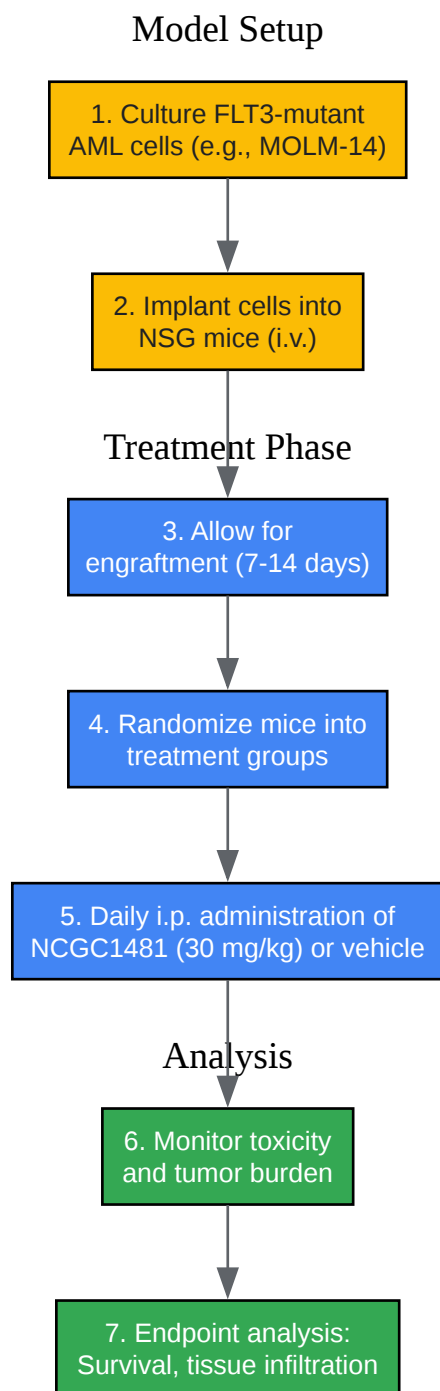 Model Setup
1. Culture FLT3-mutant
AML cells (e.g., MOLM-14)
2. Implant cells into
NSG mice (i.v.)
Treatment Phase
3. Allow for
engraftment (7-14 days)
4. Randomize mice into
treatment groups
5. Daily i.p. administration of
NCGC1481 (30 mg/kg) or vehicle
Analysis
6. Monitor toxicity
and tumor burden
7. Endpoint analysis:
Survival, tissue infiltration